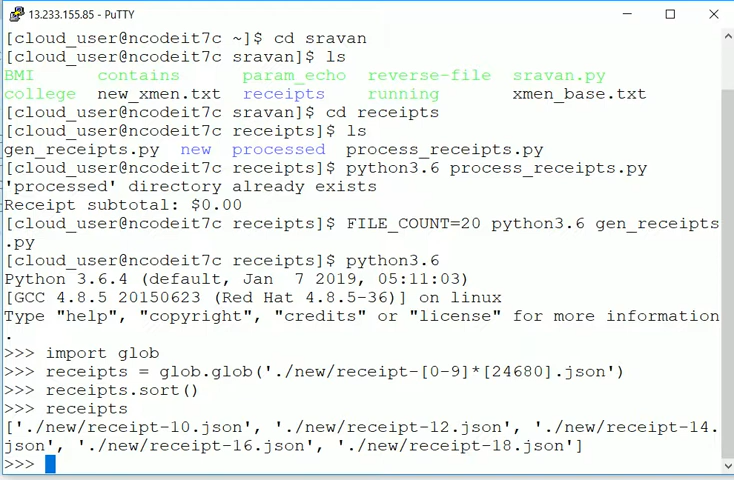 13.233.155.85 - PuTTY
[cloud_user@ncodeit7c ~]$ cd sravan
[cloud_user@ncodeit7c sravan]$ ls
BMI contains param_echo reverse-file sravan.py
college new_xmen.txt receipts running xmen_base.txt
[cloud_user@ncodeit7c sravan]$ cd receipts
[cloud_user@ncodeit7c receipts]$ ls
gen_receipts.py new processed process_receipts.py
[cloud_user@ncodeit7c receipts]$ python3.6 process_receipts.py
'processed' directory already exists
Receipt subtotal: $0.00
[cloud_user@ncodeit7c receipts]$ FILE_COUNT=20 python3.6 gen_receipts
.py
[cloud_user@ncodeit7c receipts]$ python3.6
Python 3.6.4 (default, Jan  7 2019, 05:11:03)
[GCC 4.8.5 20150623 (Red Hat 4.8.5-36)] on linux
Type "help", "copyright", "credits" or "license" for more information
.
>>> import glob
>>> receipts = glob.glob('./new/receipt-[0-9]*[24680].json')
>>> receipts.sort()
>>> receipts
['./new/receipt-10.json', './new/receipt-12.json', './new/receipt-14.
json', './new/receipt-16.json', './new/receipt-18.json']
>>>